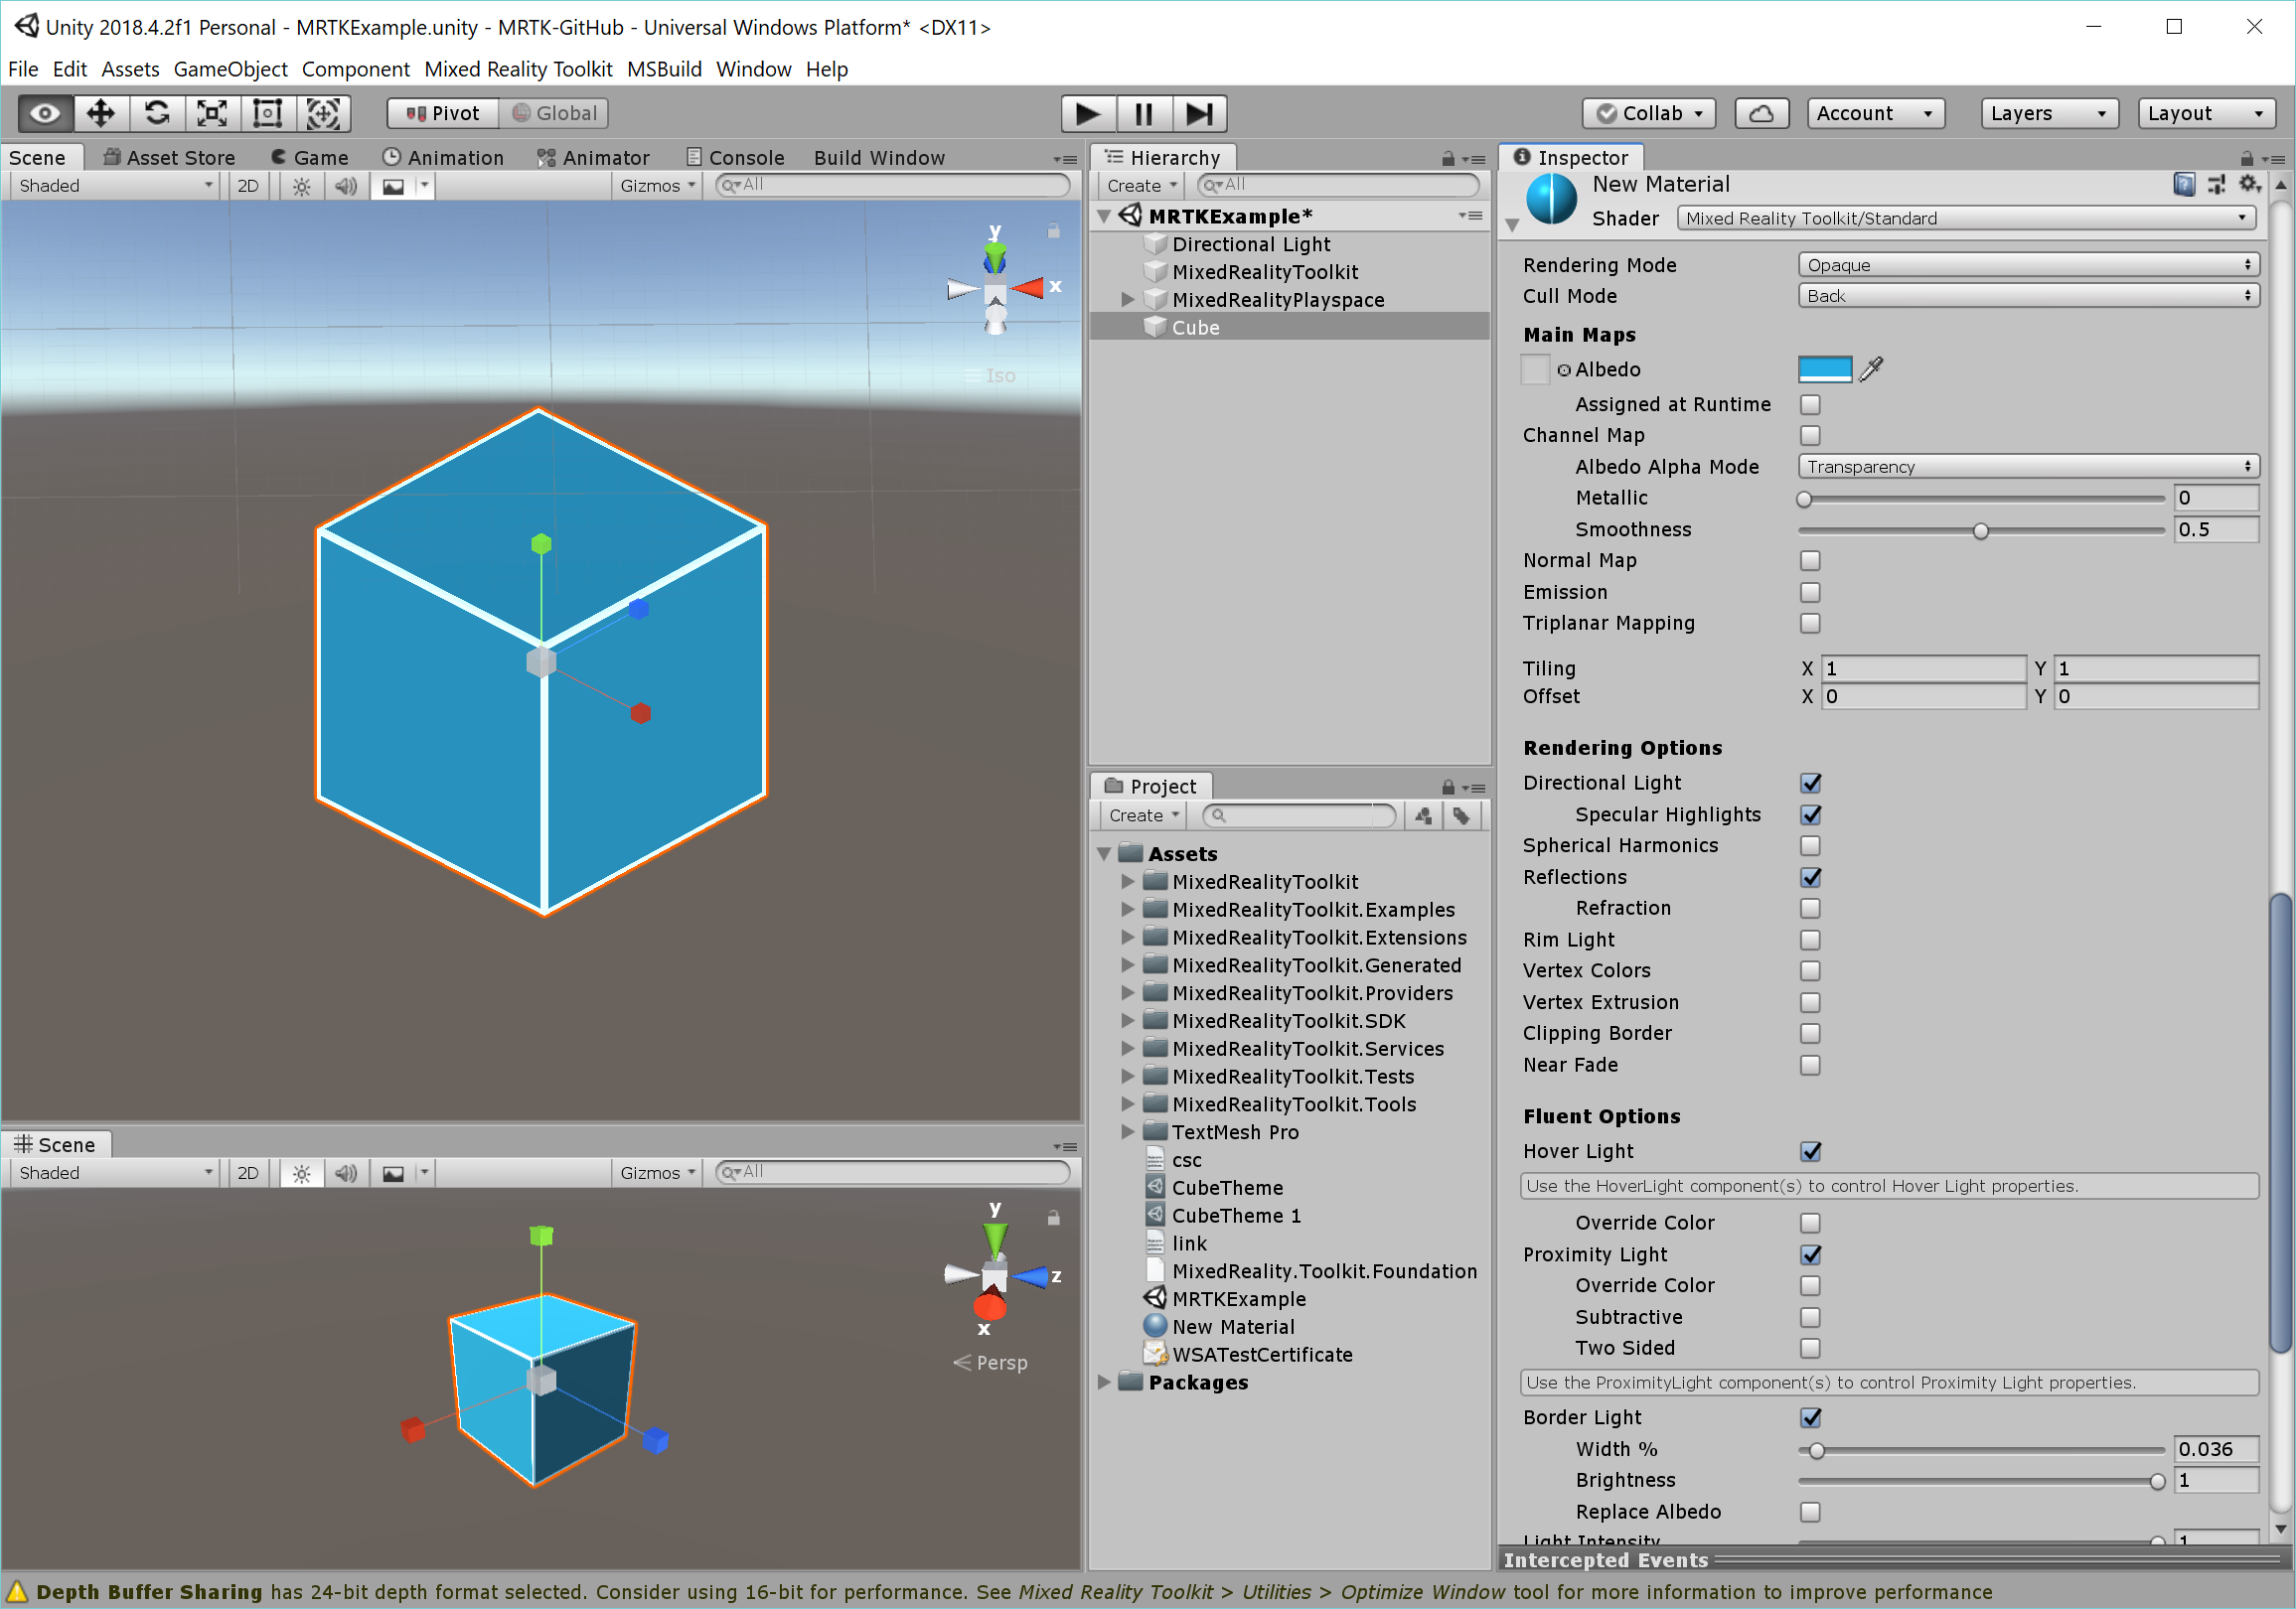 Unity 2018.4.2f1 Personal - MRTKExample.unity - MRTK-GitHub - Universal Windows Platform* <DX11>
File Edit Assets GameObject Component Mixed Reality Toolkit MSBuild Window Help
Pivot Global Collab Account Layers Layout
Scene Asset Store Game Animation Animator Console Build Window
Shaded 2D Gizmos All
y
x
Iso
Scene
Shaded 2D Gizmos All
y
z
x
Persp
Hierarchy
Create All
MRTKExample*
Directional Light
MixedRealityToolkit
MixedRealityPlayspace
Cube
Project
Create
Assets
MixedRealityToolkit
MixedRealityToolkit.Examples
MixedRealityToolkit.Extensions
MixedRealityToolkit.Generated
MixedRealityToolkit.Providers
MixedRealityToolkit.SDK
MixedRealityToolkit.Services
MixedRealityToolkit.Tests
MixedRealityToolkit.Tools
TextMesh Pro
csc
CubeTheme
CubeTheme 1
link
MixedReality.Toolkit.Foundation
MRTKExample
New Material
WSATestCertificate
Packages
Inspector
New Material
Shader Mixed Reality Toolkit/Standard
Rendering Mode Opaque
Cull Mode Back
Main Maps
Albedo
Assigned at Runtime
Channel Map
Albedo Alpha Mode Transparency
Metallic 0
Smoothness 0.5
Normal Map
Emission
Triplanar Mapping
Tiling X 1 Y 1
Offset X 0 Y 0
Rendering Options
Directional Light
Specular Highlights
Spherical Harmonics
Reflections
Refraction
Rim Light
Vertex Colors
Vertex Extrusion
Clipping Border
Near Fade
Fluent Options
Hover Light
Use the HoverLight component(s) to control Hover Light properties.
Override Color
Proximity Light
Override Color
Subtractive
Two Sided
Use the ProximityLight component(s) to control Proximity Light properties.
Border Light
Width % 0.036
Brightness 1
Replace Albedo
Light Intensity 1
Intercepted Events
Depth Buffer Sharing has 24-bit depth format selected. Consider using 16-bit for performance. See Mixed Reality Toolkit > Utilities > Optimize Window tool for more information to improve performance